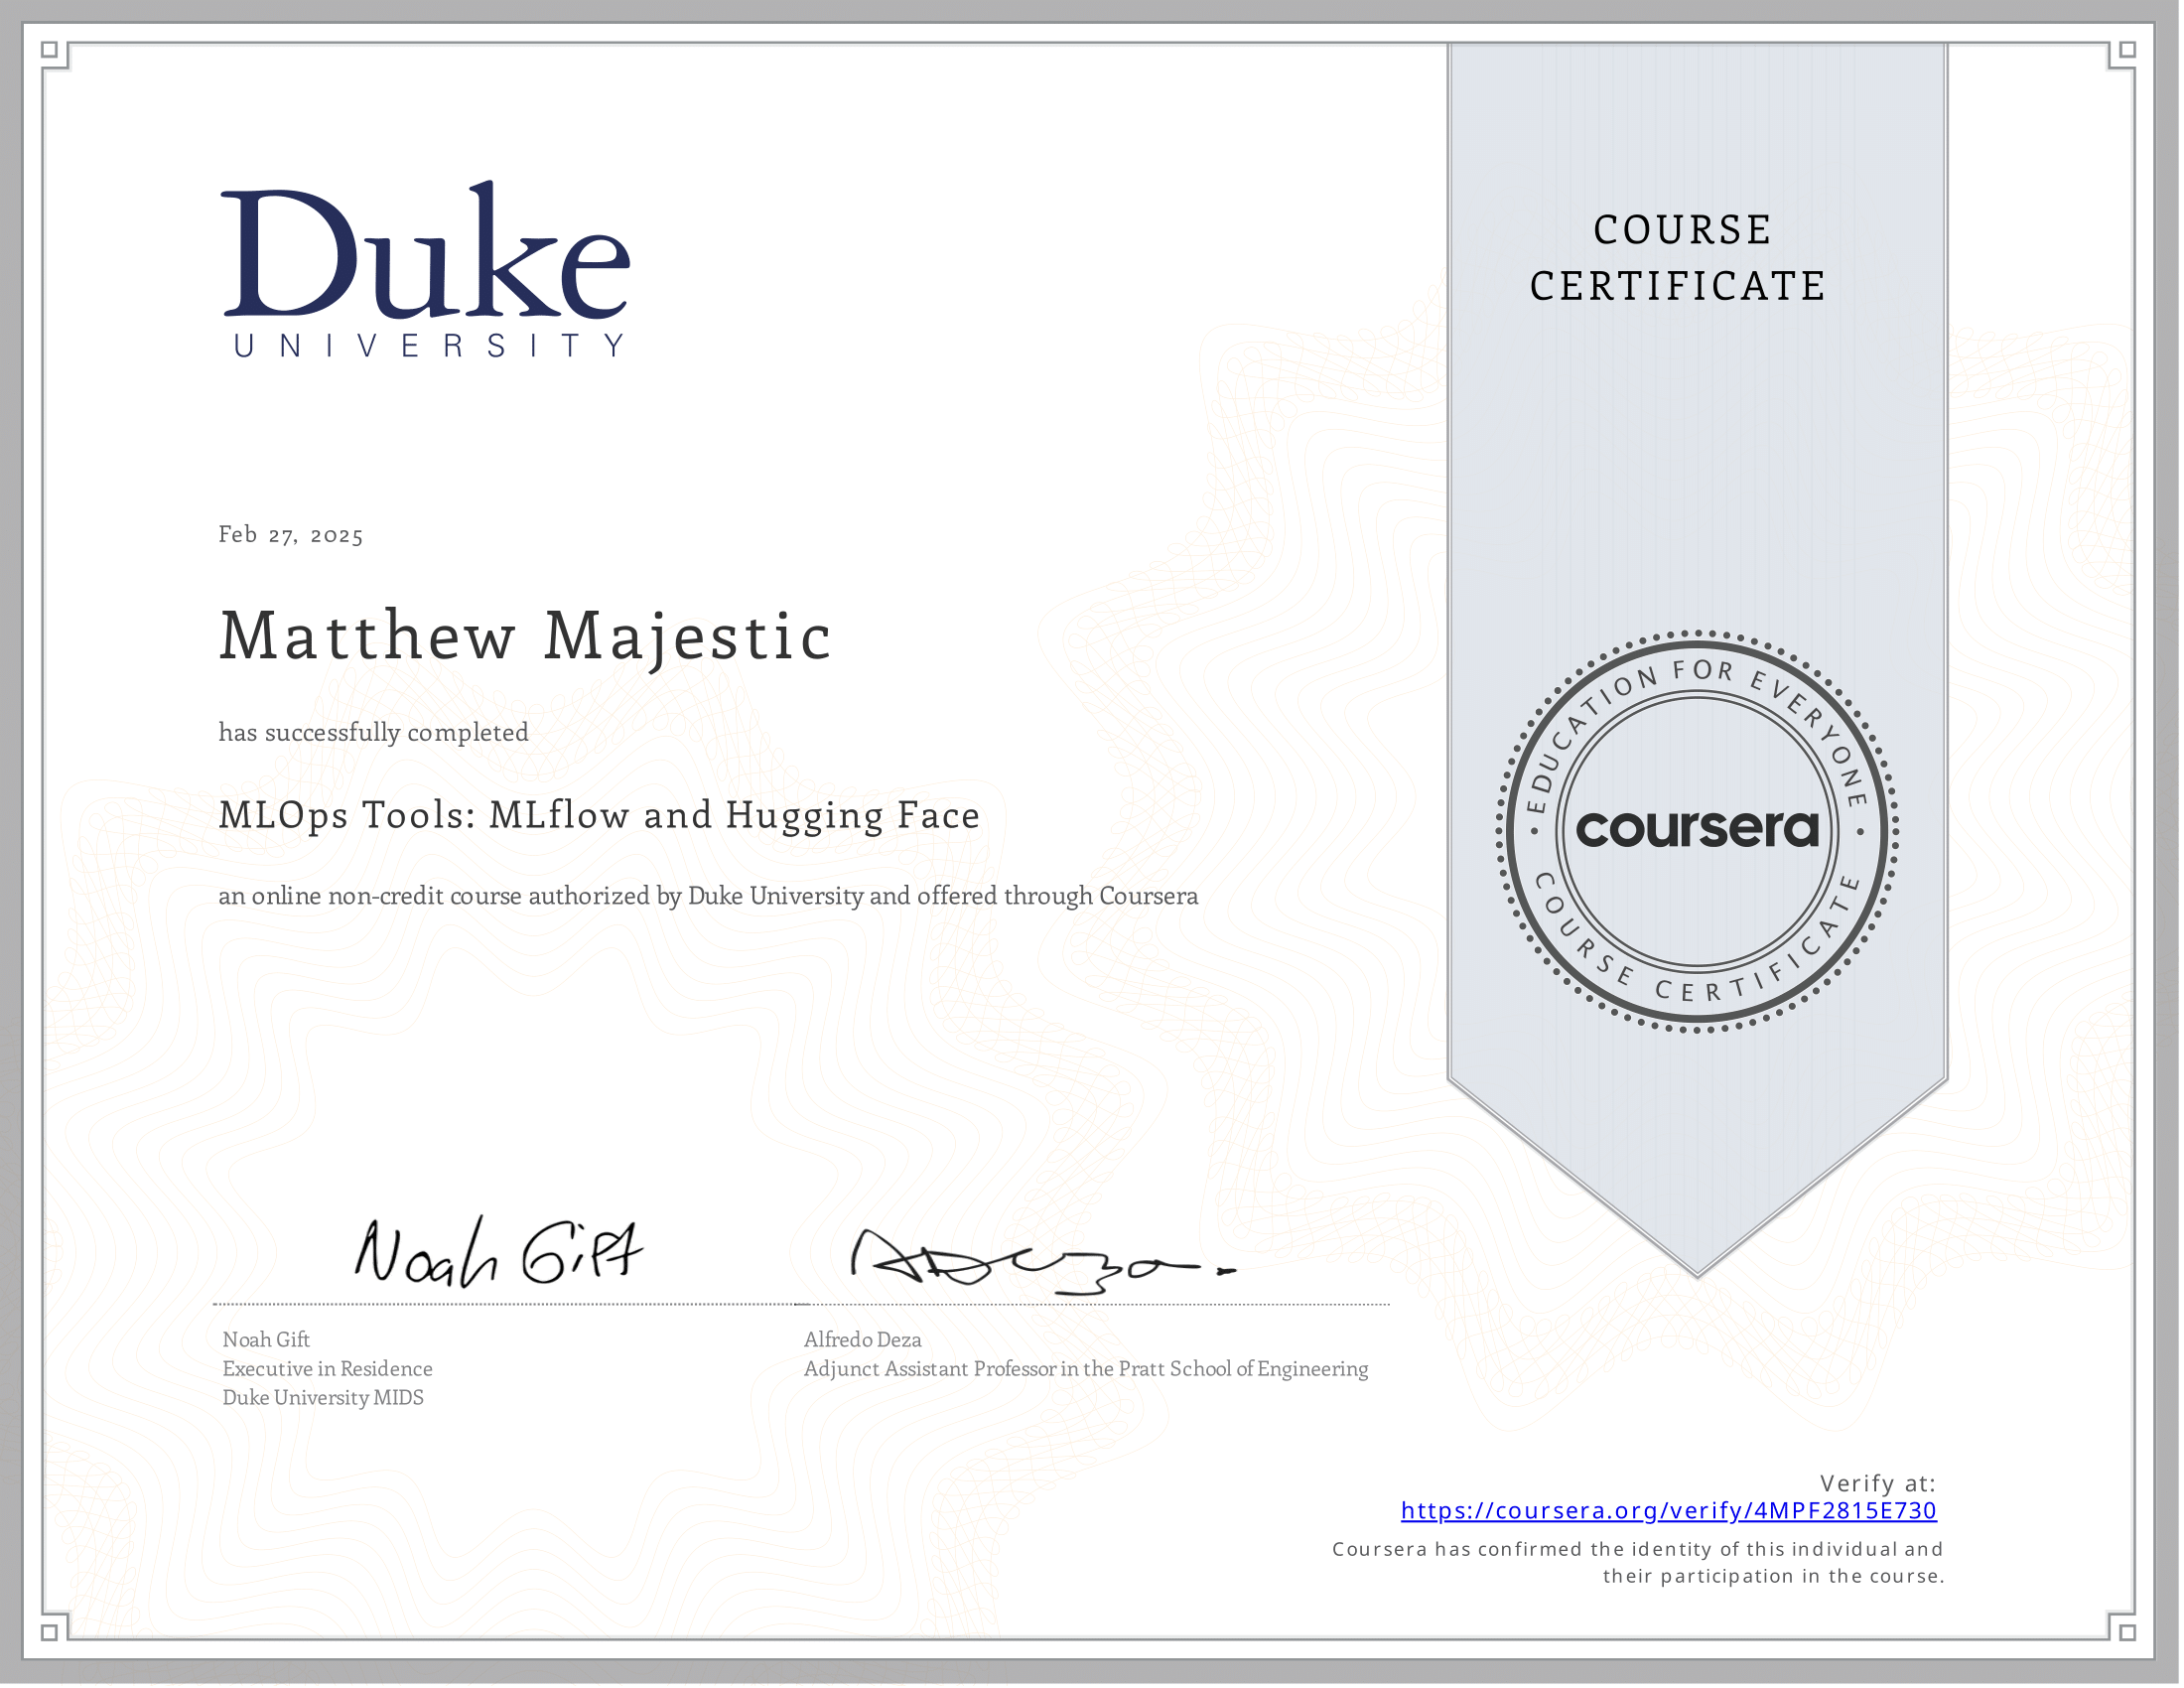 Duke
UNIVERSITY
COURSE
CERTIFICATE
Feb 27, 2025
Matthew Majestic
has successfully completed
MLOps Tools: MLflow and Hugging Face
an online non-credit course authorized by Duke University and offered through Coursera
EDUCATION FOR EVERYONE
coursera
COURSE CERTIFICATE
Noah Gift
Noah Gift
Executive in Residence
Duke University MIDS
Alfredo Deza
Adjunct Assistant Professor in the Pratt School of Engineering
Verify at:
https://coursera.org/verify/4MPF2815E730
Coursera has confirmed the identity of this individual and
their participation in the course.